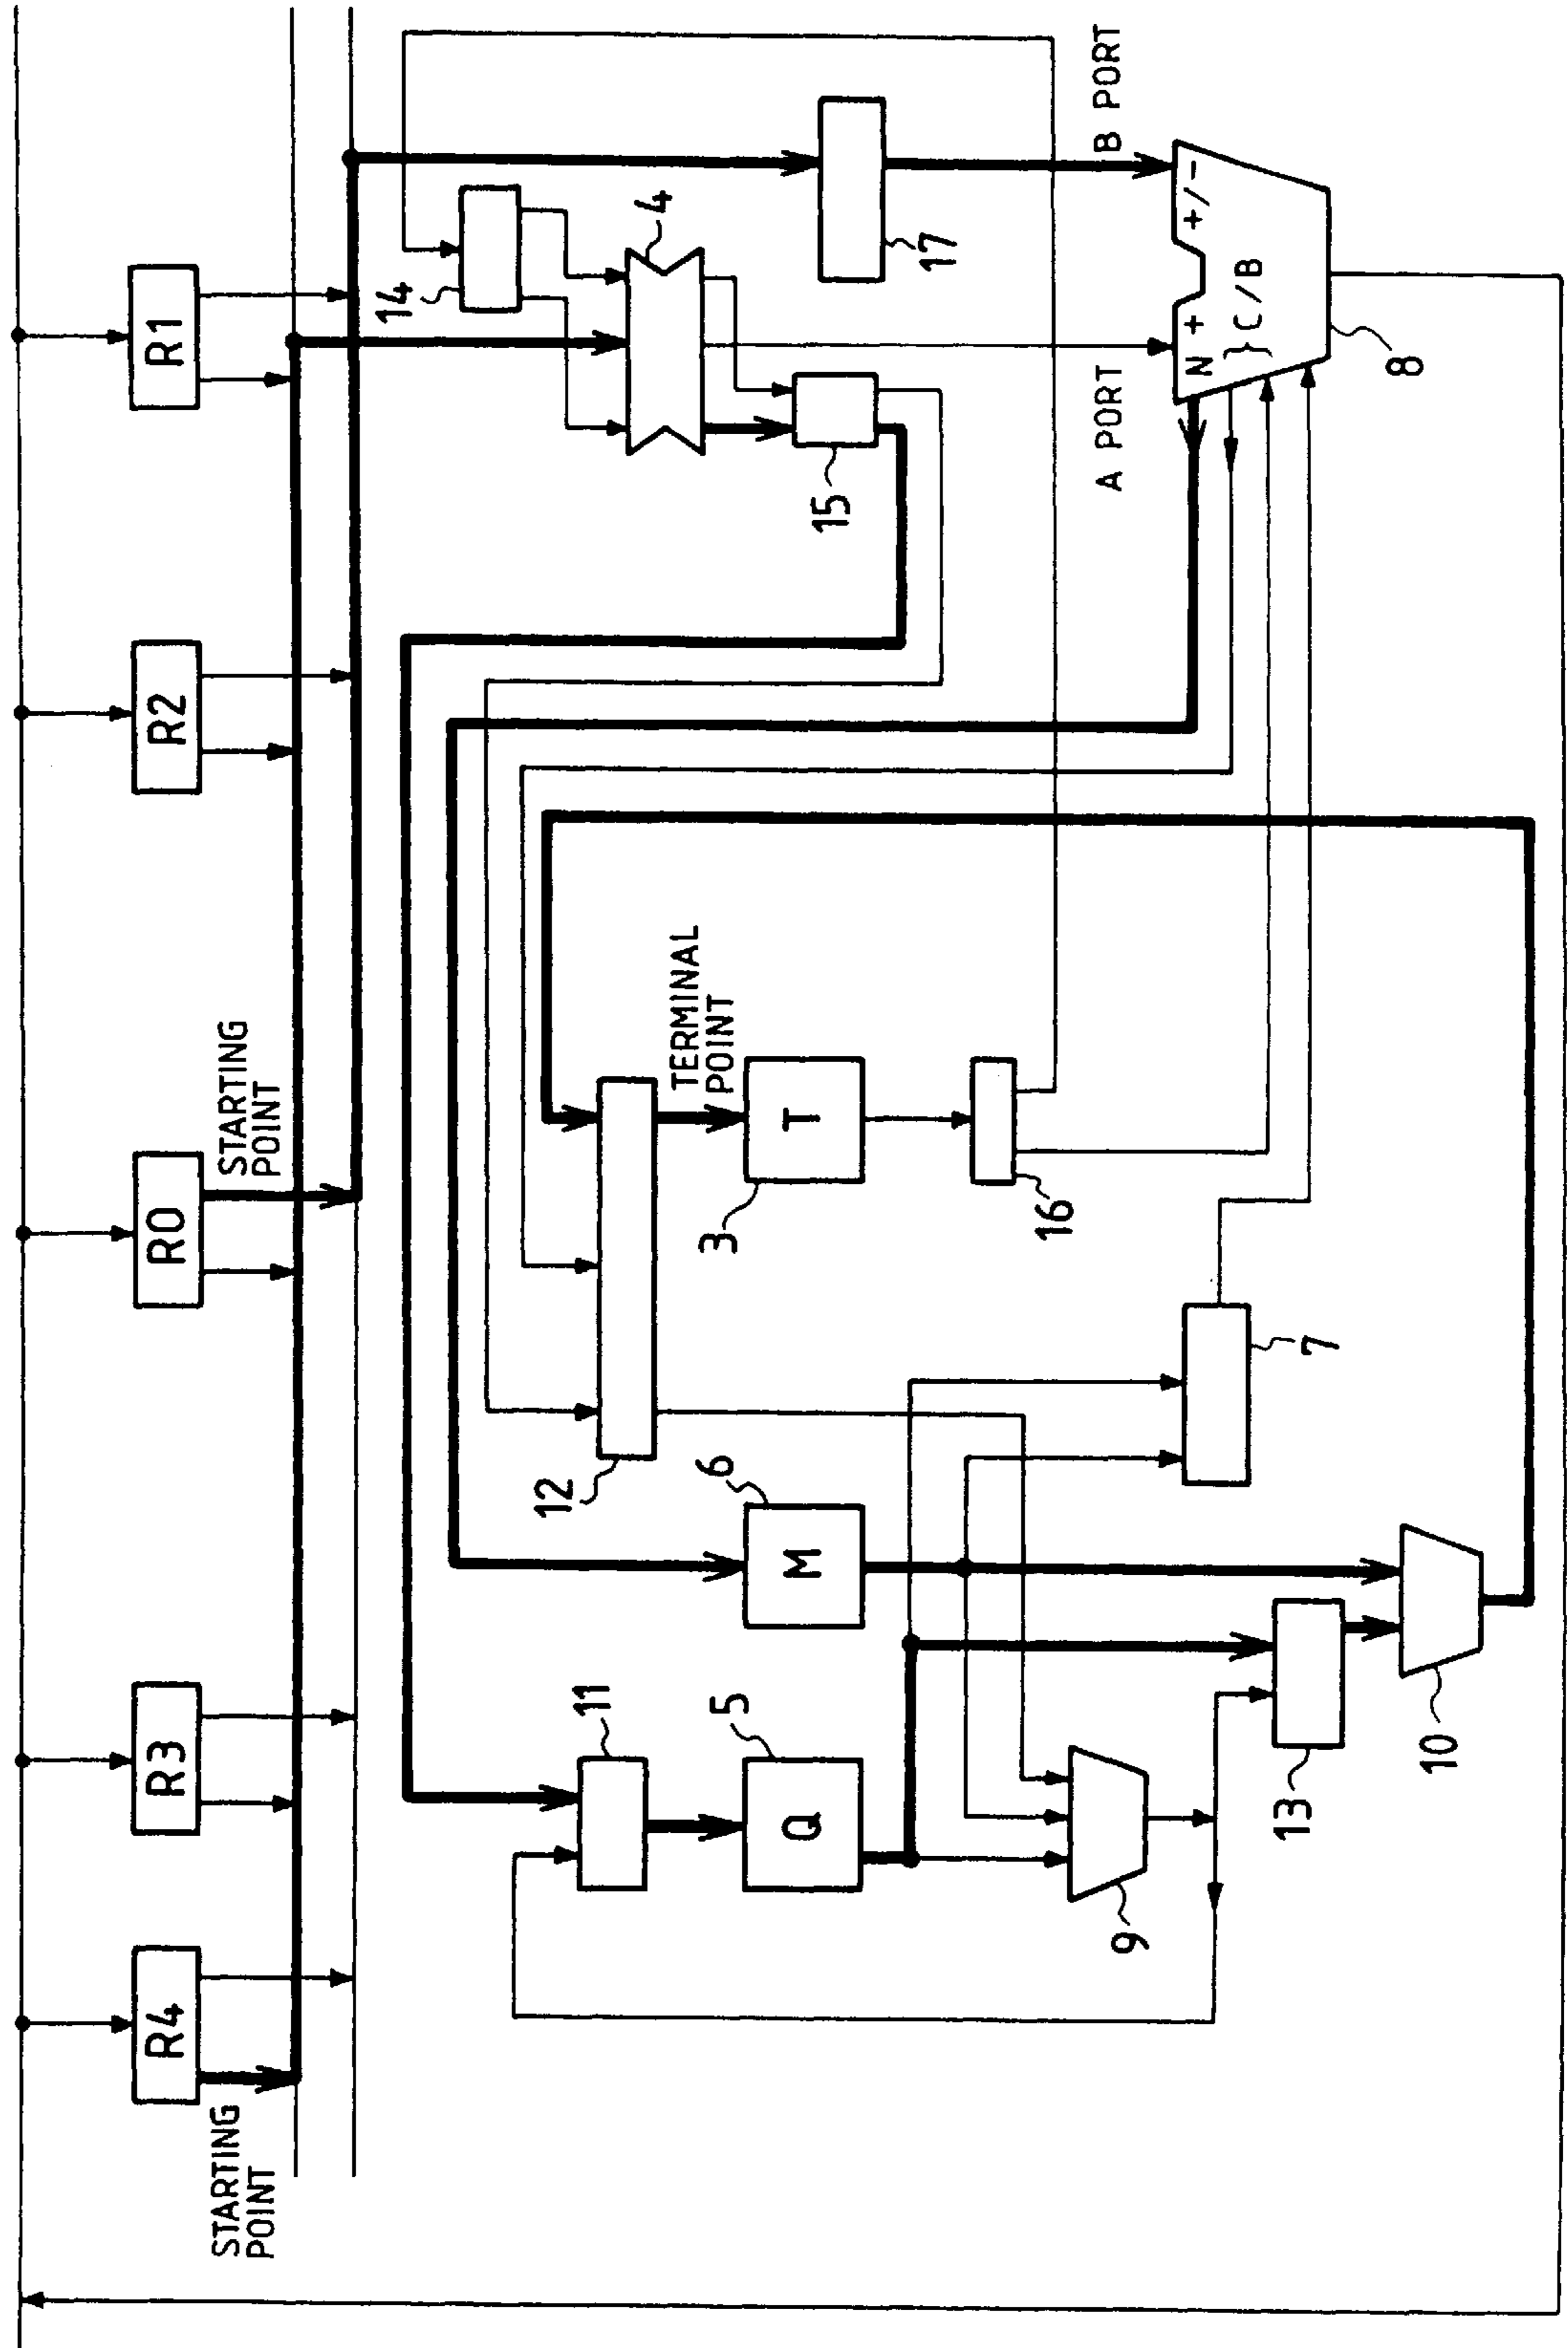 R4
R3
R0
R2
R1
STARTING
POINT
STARTING
POINT
14
4
11
12
TERMINAL
POINT
15
17
5
6
3
Q
M
T
16
A PORT
B PORT
9
7
N + +/-
} C/B
8
13
10